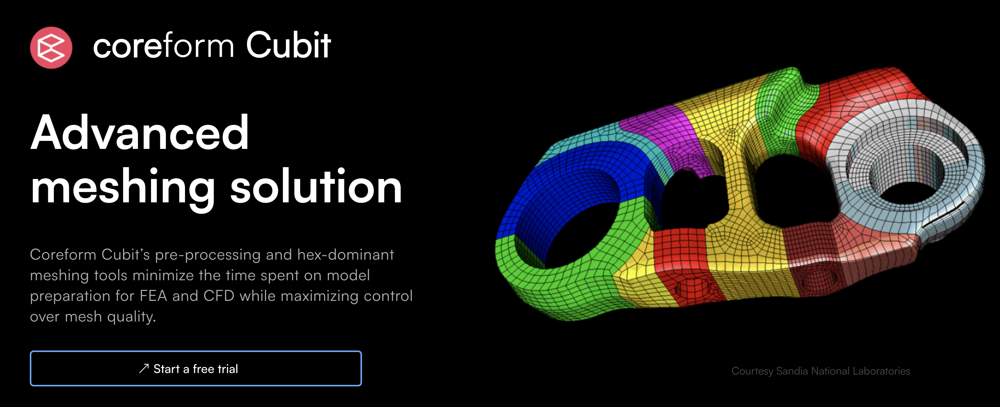 coreform Cubit
Advanced
meshing solution
Coreform Cubit’s pre-processing and hex-dominant
meshing tools minimize the time spent on model
preparation for FEA and CFD while maximizing control
over mesh quality.
↗ Start a free trial
Courtesy Sandia National Laboratories